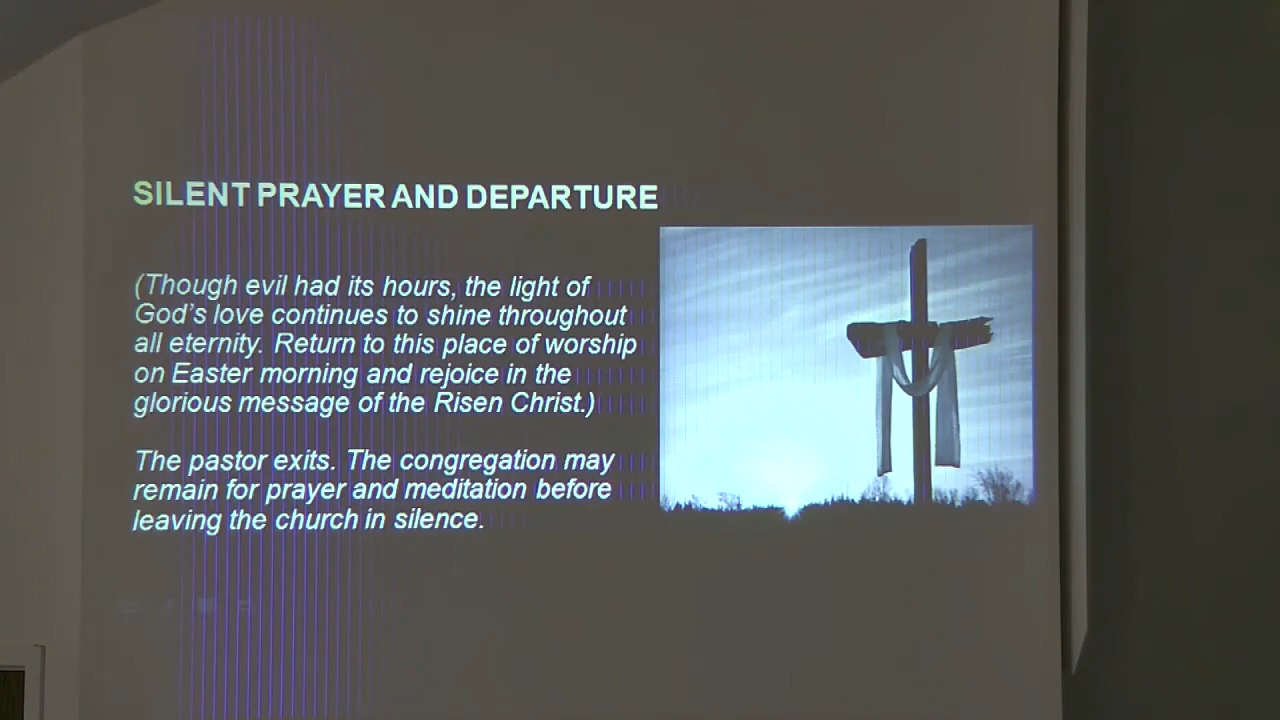 SILENT PRAYER AND DEPARTURE
(Though evil had its hours, the light of
God's love continues to shine throughout
all eternity. Return to this place of worship
on Easter morning and rejoice in the
glorious message of the Risen Christ.)
The pastor exits. The congregation may
remain for prayer and meditation before
leaving the church in silence.